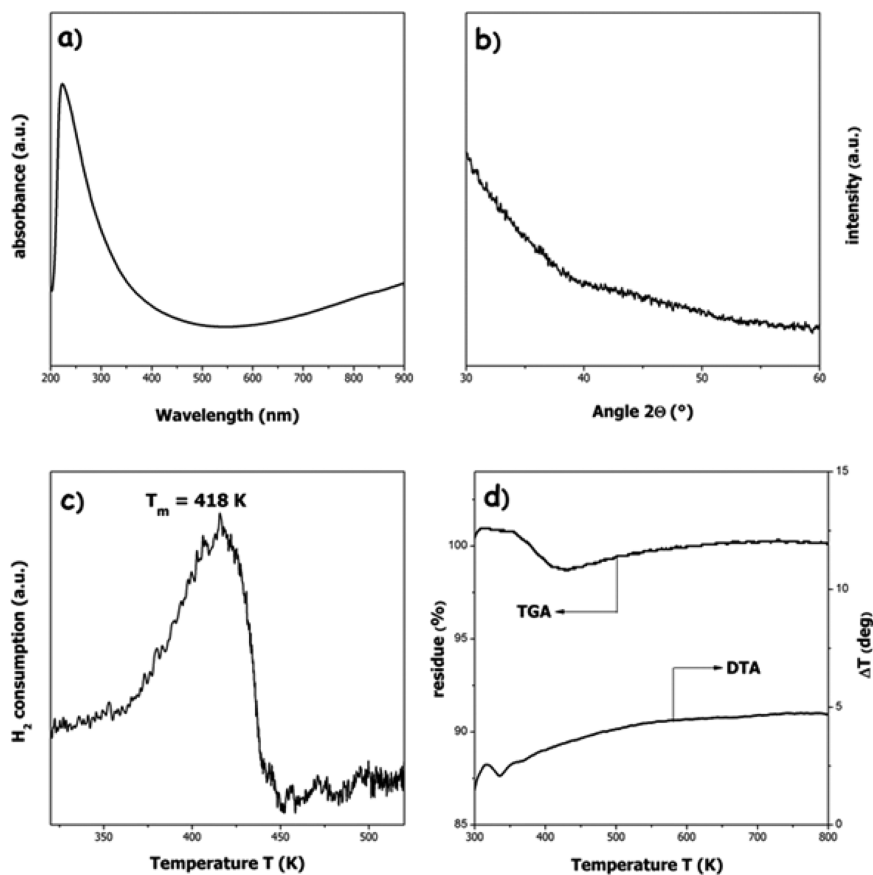 a)
absorbance (a.u.)
200 300 400 500 600 700 800 900
Wavelength (nm)
b)
intensity (a.u.)
30 40 50 60
Angle 2Θ (°)
c)
T_m = 418 K
H_2 consumption (a.u.)
350 400 450 500
Temperature T (K)
d)
residue (%)
100
95
90
85
TGA
DTA
15
10
5
0
ΔT (deg)
300 400 500 600 700 800
Temperature T (K)